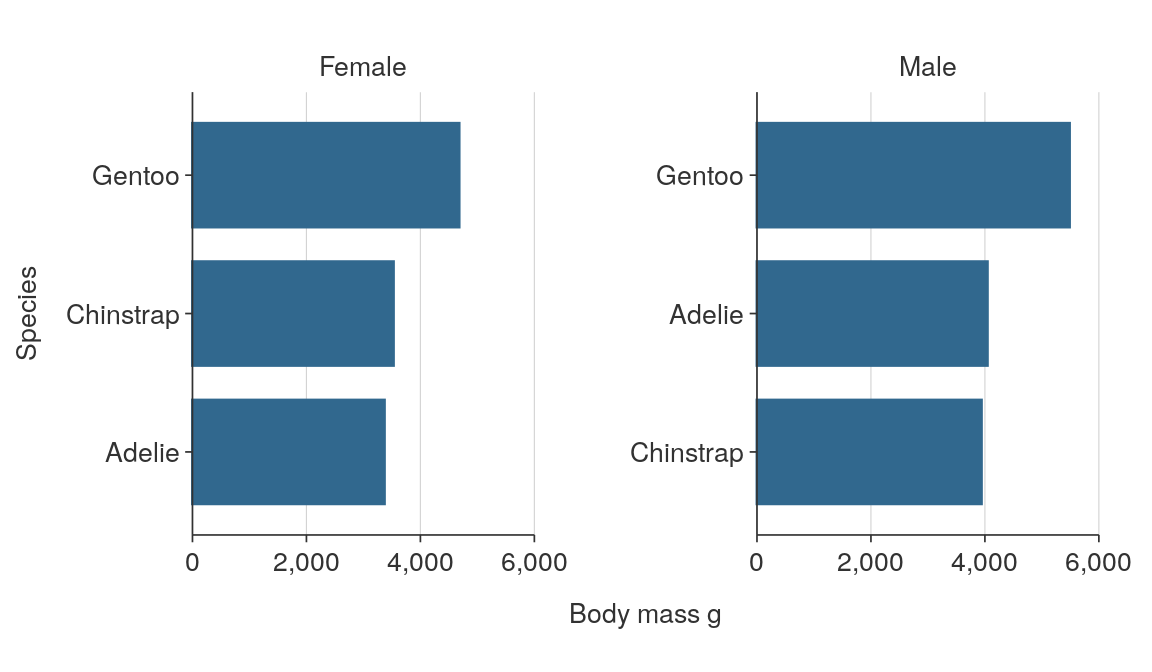 Female
Male
Species
Gentoo
Chinstrap
Adelie
0 2,000 4,000 6,000
Gentoo
Adelie
Chinstrap
0 2,000 4,000 6,000
Body mass g